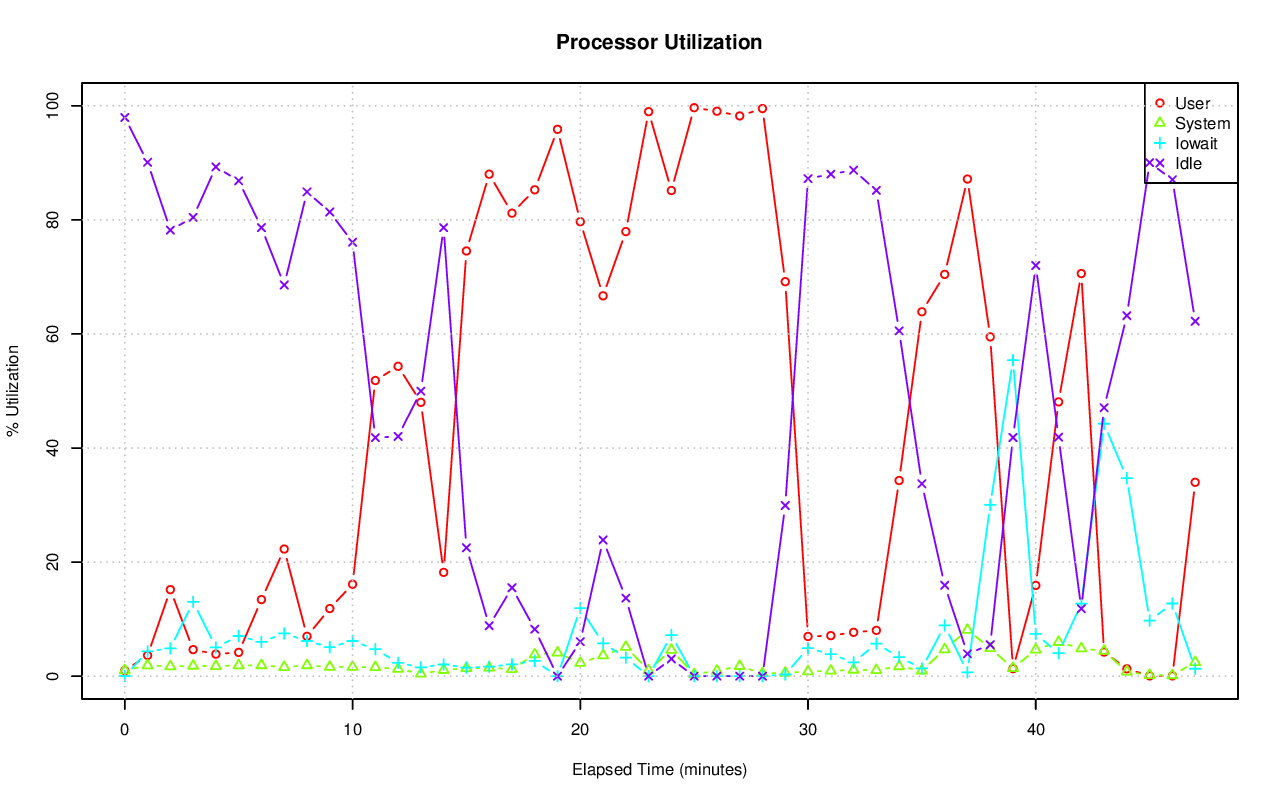 Processor Utilization
100
80
60
40
20
0
% Utilization
User
System
Iowait
Idle
0 10 20 30 40
Elapsed Time (minutes)